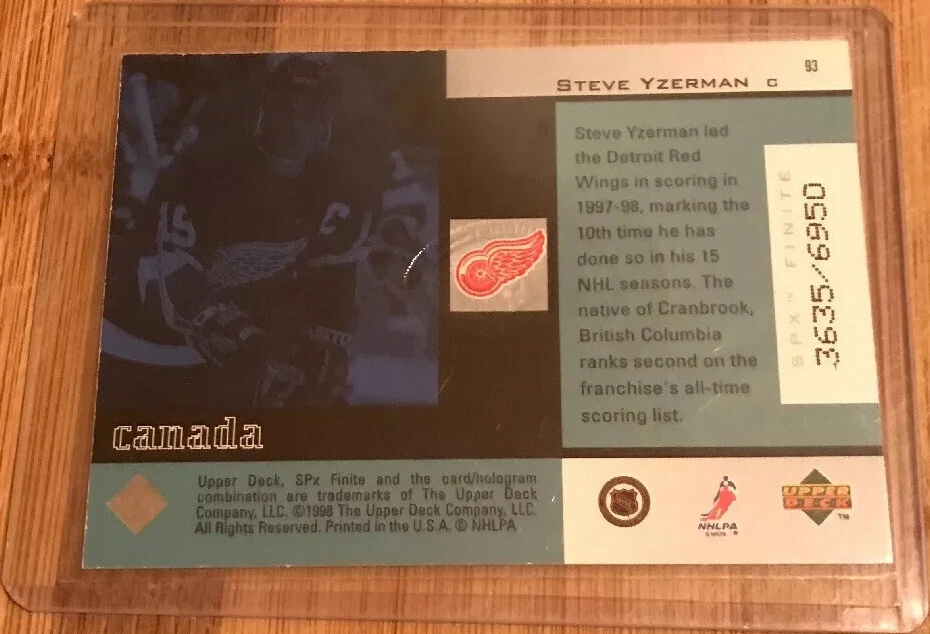 93
STEVE YZERMAN C
Steve Yzerman led
the Detroit Red
Wings in scoring in
1997-98, marking the
10th time he has
done so in his 15
NHL seasons. The
native of Cranbrook,
British Columbia
ranks second on the
franchise's all-time
scoring list.
SPX™ FINITE
3635/6950
C
canada
Upper Deck, SPx Finite and the card/hologram
combination are trademarks of The Upper Deck
Company, LLC. ©1998 The Upper Deck Company, LLC.
All Rights Reserved. Printed in the U.S.A. © NHLPA
NHLPA
UPPER
DECK
™